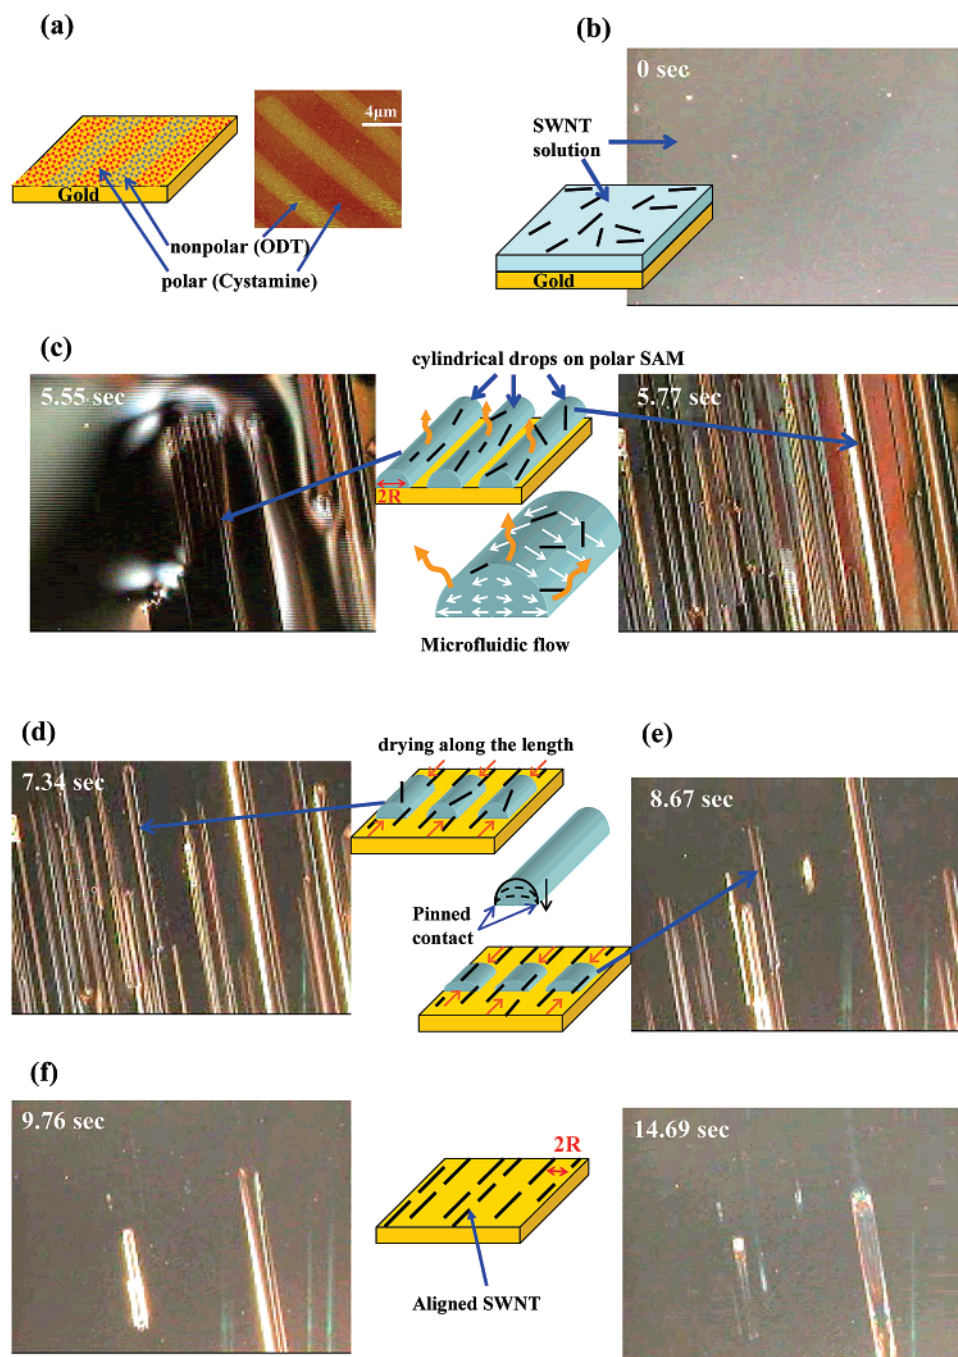 (a)
4μm
Gold
nonpolar (ODT)
polar (Cystamine)
(b)
0 sec
SWNT
solution
Gold
(c)
cylindrical drops on polar SAM
5.55 sec
5.77 sec
2R
Microfluidic flow
(d)
drying along the length
7.34 sec
(e)
8.67 sec
Pinned
contact
(f)
9.76 sec
2R
14.69 sec
Aligned SWNT